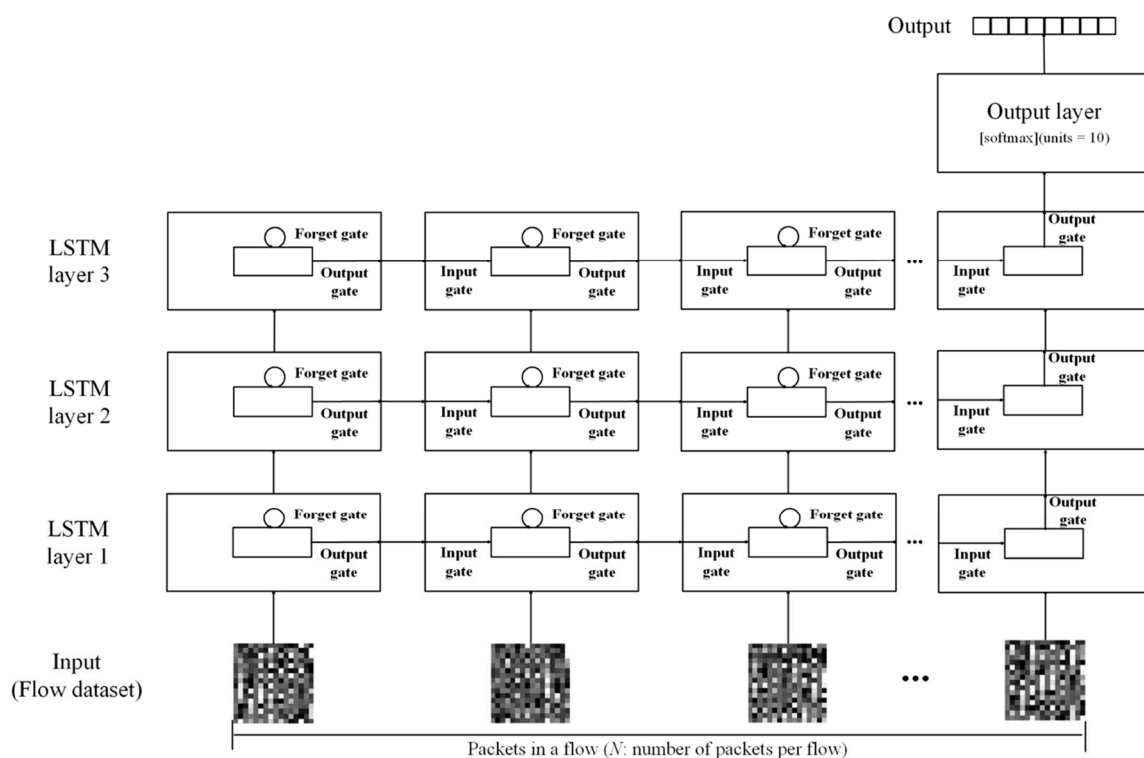 Output
Output layer
[softmax](units = 10)
LSTM
layer 3
Forget gate
Output
gate
Input
gate
Forget gate
Output
gate
Input
gate
Forget gate
Output
gate
...
Input
gate
Output
gate
LSTM
layer 2
Forget gate
Output
gate
Input
gate
Forget gate
Output
gate
Input
gate
Forget gate
Output
gate
...
Input
gate
Output
gate
LSTM
layer 1
Forget gate
Output
gate
Input
gate
Forget gate
Output
gate
Input
gate
Forget gate
Output
gate
...
Input
gate
Output
gate
Input
(Flow dataset)
...
Packets in a flow (N: number of packets per flow)